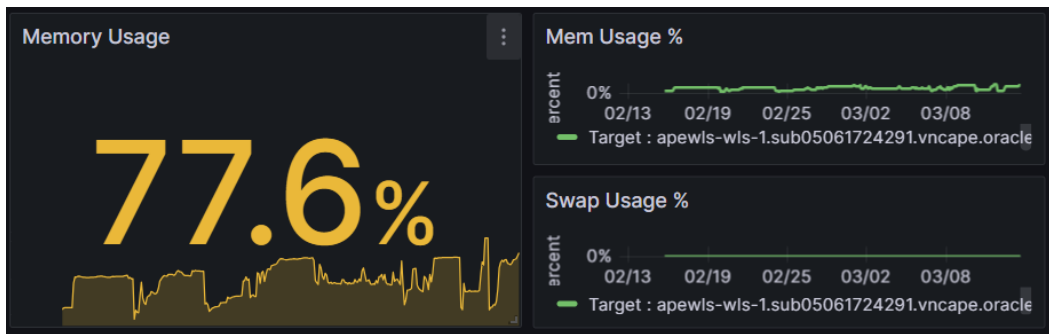 Memory Usage
77.6%
Mem Usage %
ercent
0%
02/13 02/19 02/25 03/02 03/08
Target : apewls-wls-1.sub05061724291.vncape.oracle
Swap Usage %
ercent
0%
02/13 02/19 02/25 03/02 03/08
Target : apewls-wls-1.sub05061724291.vncape.oracle